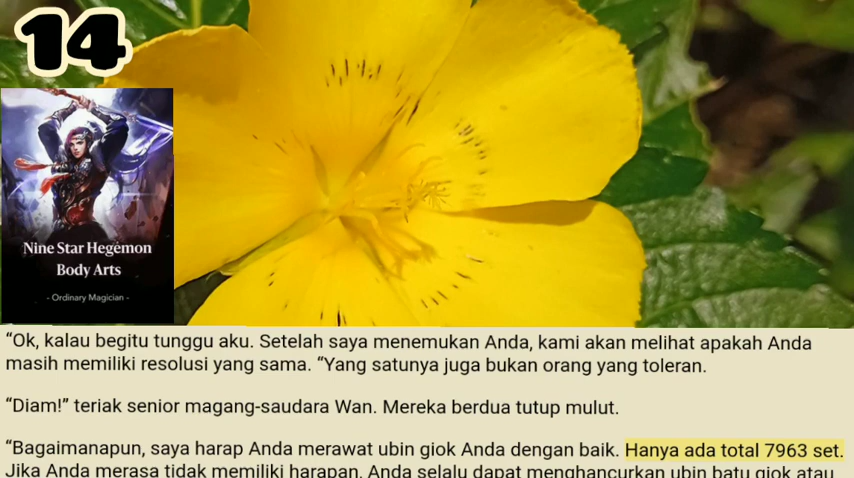 14
Nine Star Hegemon
Body Arts
- Ordinary Magician -
“Ok, kalau begitu tunggu aku. Setelah saya menemukan Anda, kami akan melihat apakah Anda
masih memiliki resolusi yang sama. “Yang satunya juga bukan orang yang toleran.
“Diam!” teriak senior magang-saudara Wan. Mereka berdua tutup mulut.
“Bagaimanapun, saya harap Anda merawat ubin giok Anda dengan baik. Hanya ada total 7963 set.
Jika Anda merasa tidak memiliki harapan, Anda selalu dapat menghancurkan ubin batu giok atau